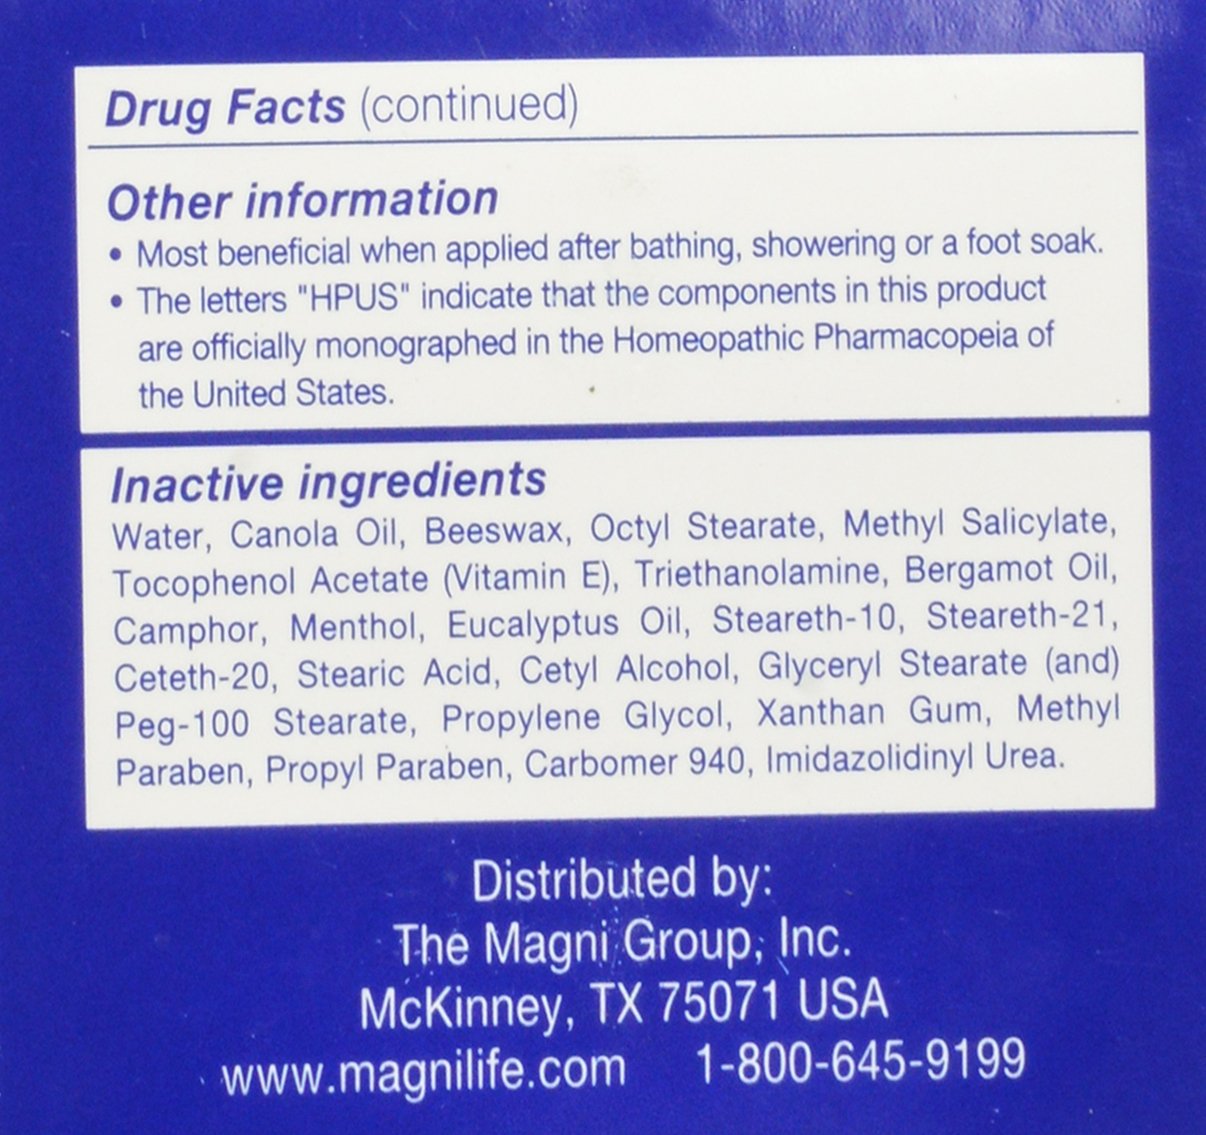 Drug Facts (continued)
Other information
• Most beneficial when applied after bathing, showering or a foot soak.
• The letters "HPUS" indicate that the components in this product
are officially monographed in the Homeopathic Pharmacopeia of
the United States.
Inactive ingredients
Water, Canola Oil, Beeswax, Octyl Stearate, Methyl Salicylate,
Tocophenol Acetate (Vitamin E), Triethanolamine, Bergamot Oil,
Camphor, Menthol, Eucalyptus Oil, Steareth-10, Steareth-21,
Ceteth-20, Stearic Acid, Cetyl Alcohol, Glyceryl Stearate (and)
Peg-100 Stearate, Propylene Glycol, Xanthan Gum, Methyl
Paraben, Propyl Paraben, Carbomer 940, Imidazolidinyl Urea.
Distributed by:
The Magni Group, Inc.
McKinney, TX 75071 USA
www.magnilife.com 1-800-645-9199